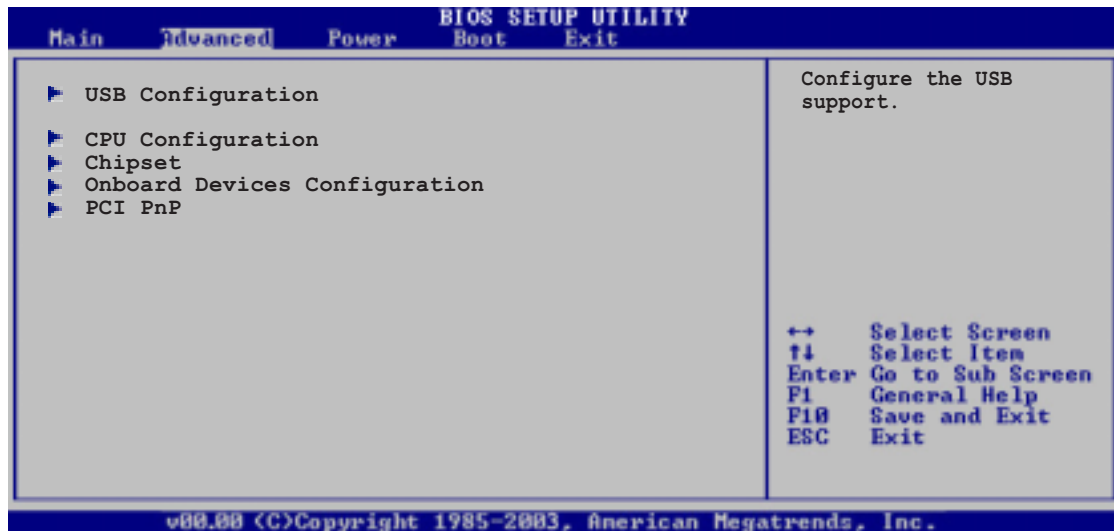 BIOS SETUP UTILITY
Main Advanced Power Boot Exit
USB Configuration
CPU Configuration
Chipset
Onboard Devices Configuration
PCI PnP
Configure the USB
support.
←→ Select Screen
↑↓ Select Item
Enter Go to Sub Screen
F1 General Help
F10 Save and Exit
ESC Exit
v00.00 (C)Copyright 1985-2003, American Megatrends, Inc.